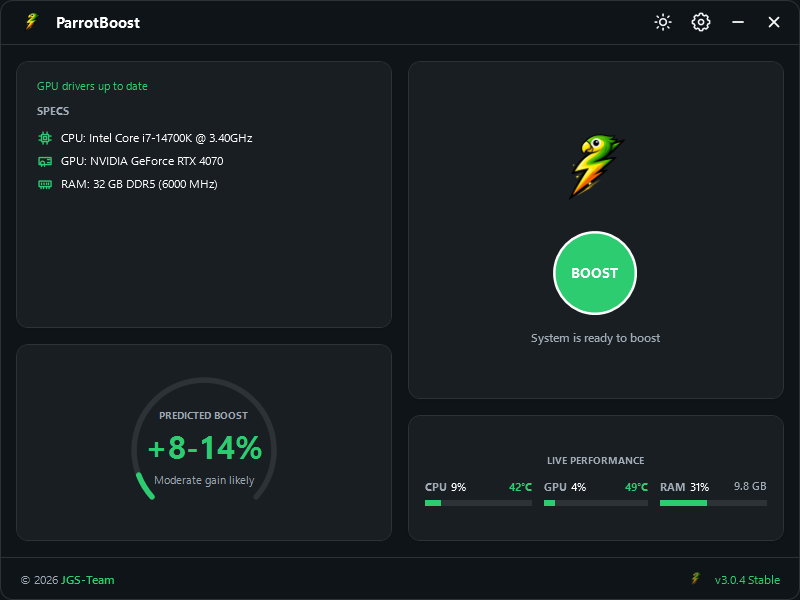 ParrotBoost
GPU drivers up to date
SPECS
CPU: Intel Core i7-14700K @ 3.40GHz
GPU: NVIDIA GeForce RTX 4070
RAM: 32 GB DDR5 (6000 MHz)
PREDICTED BOOST
+8-14%
Moderate gain likely
BOOST
System is ready to boost
LIVE PERFORMANCE
CPU 9% 42°C GPU 4% 49°C RAM 31% 9.8 GB
© 2026 JGS-Team
v3.0.4 Stable